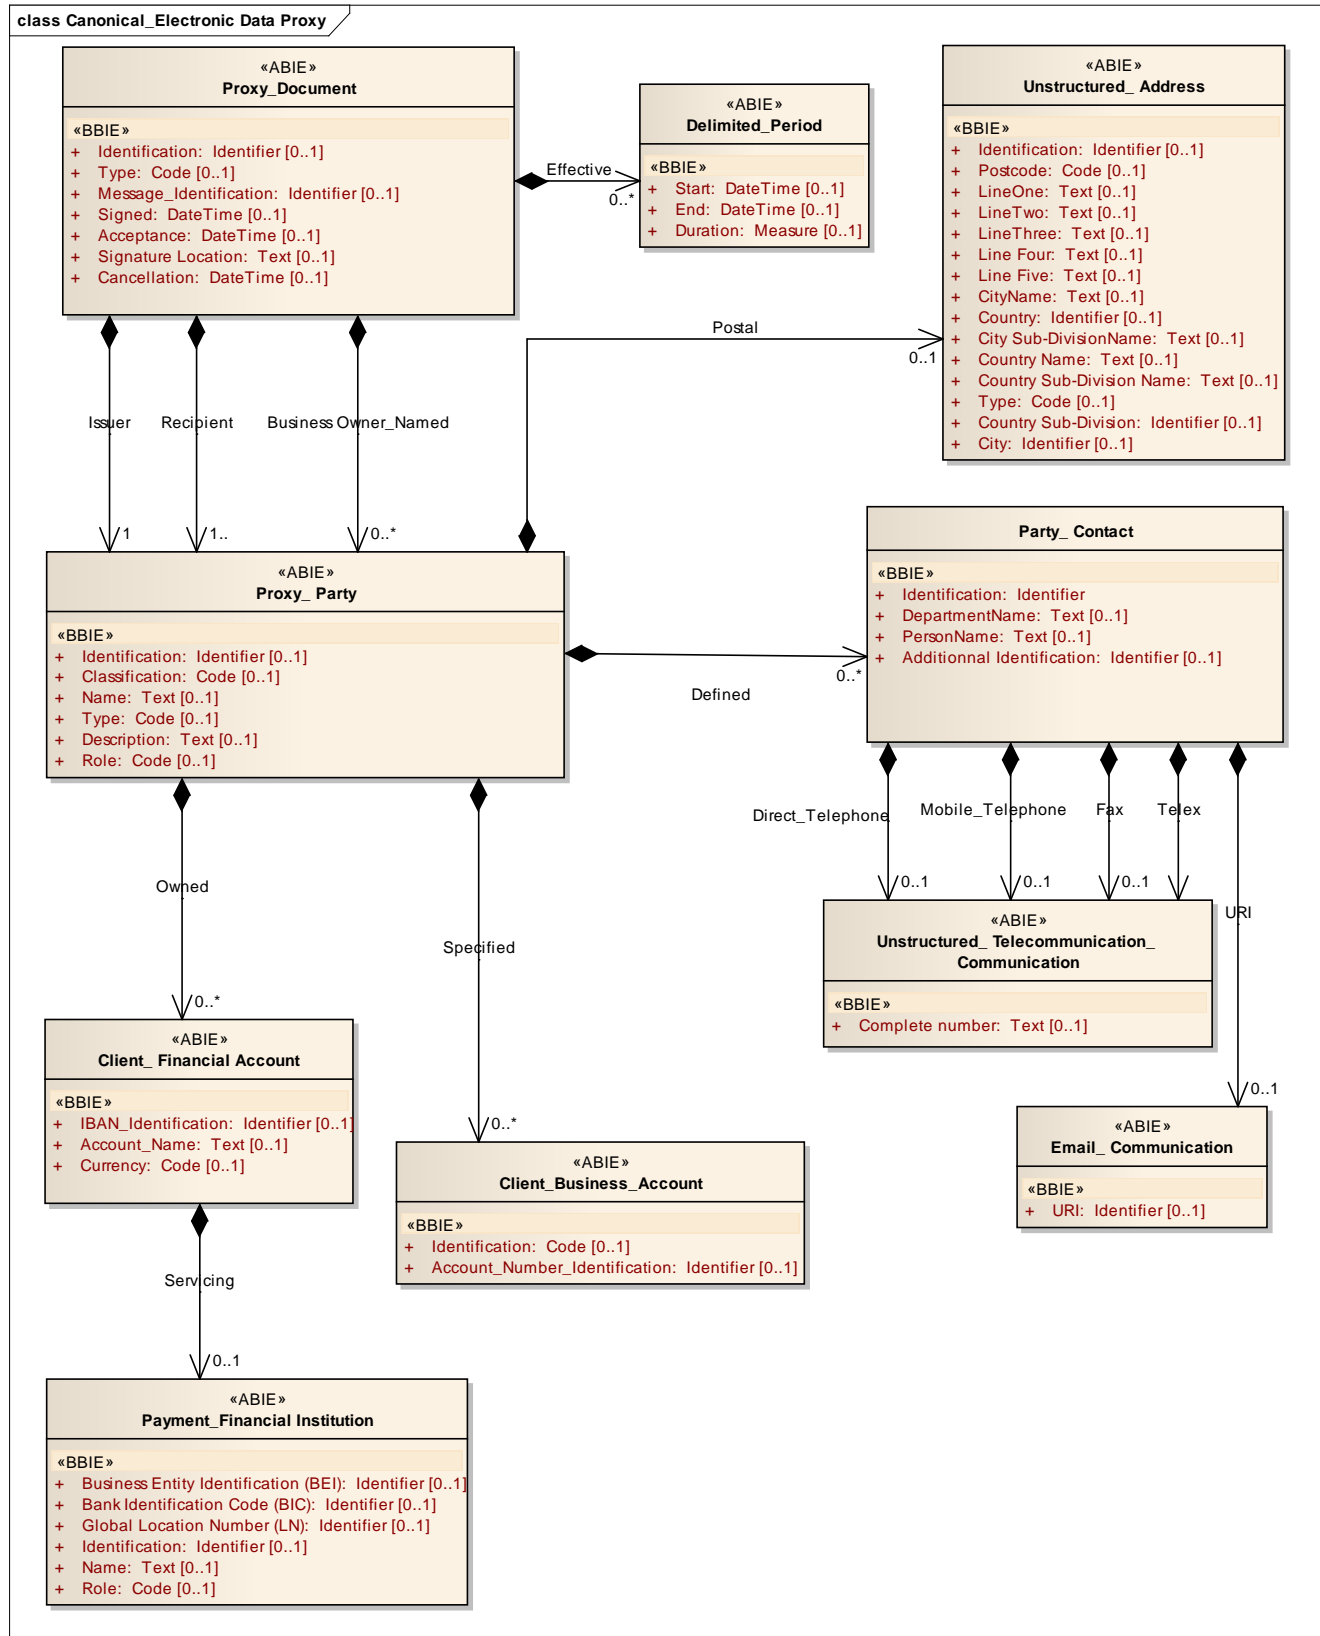 class Canonical_Electronic Data Proxy
«ABIE»
Proxy_Document
«BBIE»
+ Identification: Identifier [0..1]
+ Type: Code [0..1]
+ Message_Identification: Identifier [0..1]
+ Signed: DateTime [0..1]
+ Acceptance: DateTime [0..1]
+ Signature Location: Text [0..1]
+ Cancellation: DateTime [0..1]
Effective
0..*
«ABIE»
Delimited_Period
«BBIE»
+ Start: DateTime [0..1]
+ End: DateTime [0..1]
+ Duration: Measure [0..1]
«ABIE»
Unstructured_ Address
«BBIE»
+ Identification: Identifier [0..1]
+ Postcode: Code [0..1]
+ LineOne: Text [0..1]
+ LineTwo: Text [0..1]
+ LineThree: Text [0..1]
+ Line Four: Text [0..1]
+ Line Five: Text [0..1]
+ CityName: Text [0..1]
+ Country: Identifier [0..1]
+ City Sub-DivisionName: Text [0..1]
+ Country Name: Text [0..1]
+ Country Sub-Division Name: Text [0..1]
+ Type: Code [0..1]
+ Country Sub-Division: Identifier [0..1]
+ City: Identifier [0..1]
Postal
0..1
Issuer
Recipient
Business Owner_Named
1
1..
0..*
«ABIE»
Proxy_ Party
«BBIE»
+ Identification: Identifier [0..1]
+ Classification: Code [0..1]
+ Name: Text [0..1]
+ Type: Code [0..1]
+ Description: Text [0..1]
+ Role: Code [0..1]
Defined
0..*
Party_ Contact
«BBIE»
+ Identification: Identifier
+ DepartmentName: Text [0..1]
+ PersonName: Text [0..1]
+ Additionnal Identification: Identifier [0..1]
Direct_Telephone
Mobile_Telephone
Fax
Telex
URI
0..1
0..1
0..1
0..1
«ABIE»
Unstructured_ Telecommunication_
Communication
«BBIE»
+ Complete number: Text [0..1]
«ABIE»
Email_ Communication
«BBIE»
+ URI: Identifier [0..1]
Owned
0..*
Specified
0..*
«ABIE»
Client_ Financial Account
«BBIE»
+ IBAN_Identification: Identifier [0..1]
+ Account_Name: Text [0..1]
+ Currency: Code [0..1]
«ABIE»
Client_Business_Account
«BBIE»
+ Identification: Code [0..1]
+ Account_Number_Identification: Identifier [0..1]
Servicing
0..1
«ABIE»
Payment_Financial Institution
«BBIE»
+ Business Entity Identification (BEI): Identifier [0..1]
+ Bank Identification Code (BIC): Identifier [0..1]
+ Global Location Number (LN): Identifier [0..1]
+ Identification: Identifier [0..1]
+ Name: Text [0..1]
+ Role: Code [0..1]